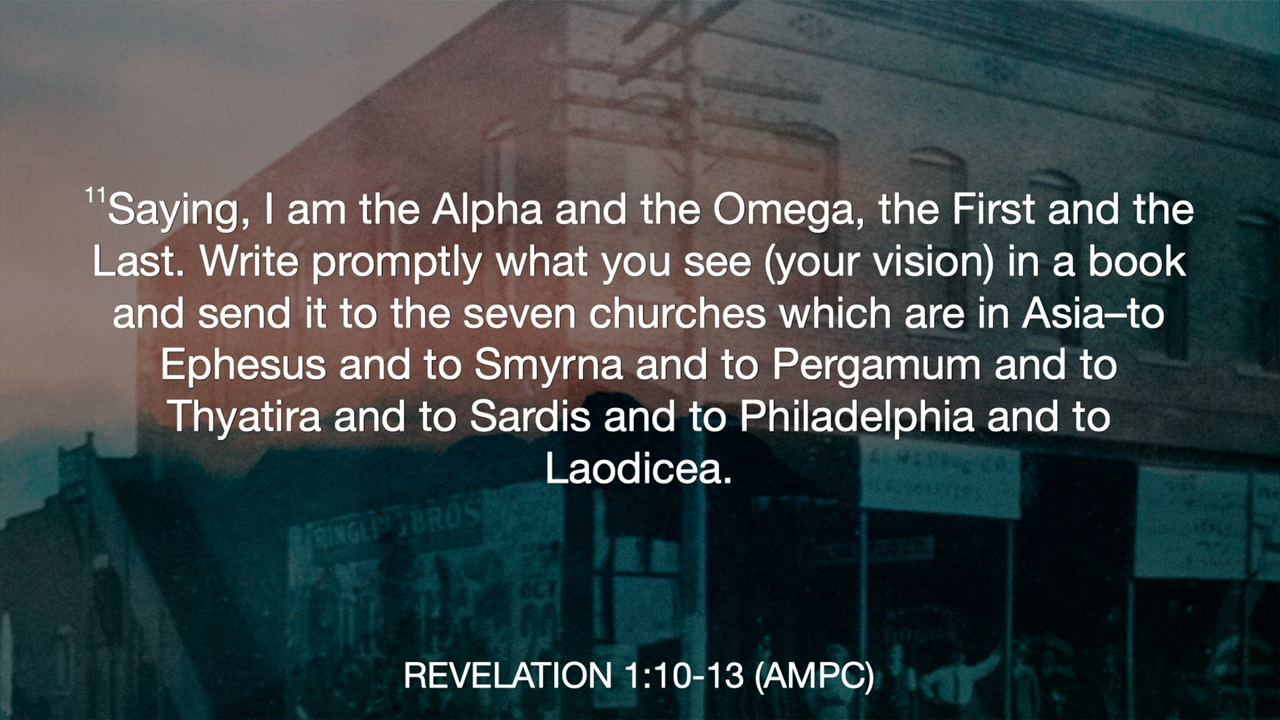 11Saying, I am the Alpha and the Omega, the First and the
Last. Write promptly what you see (your vision) in a book
and send it to the seven churches which are in Asia–to
Ephesus and to Smyrna and to Pergamum and to
Thyatira and to Sardis and to Philadelphia and to
Laodicea.
RINGLING BROS
OCT
REVELATION 1:10-13 (AMPC)